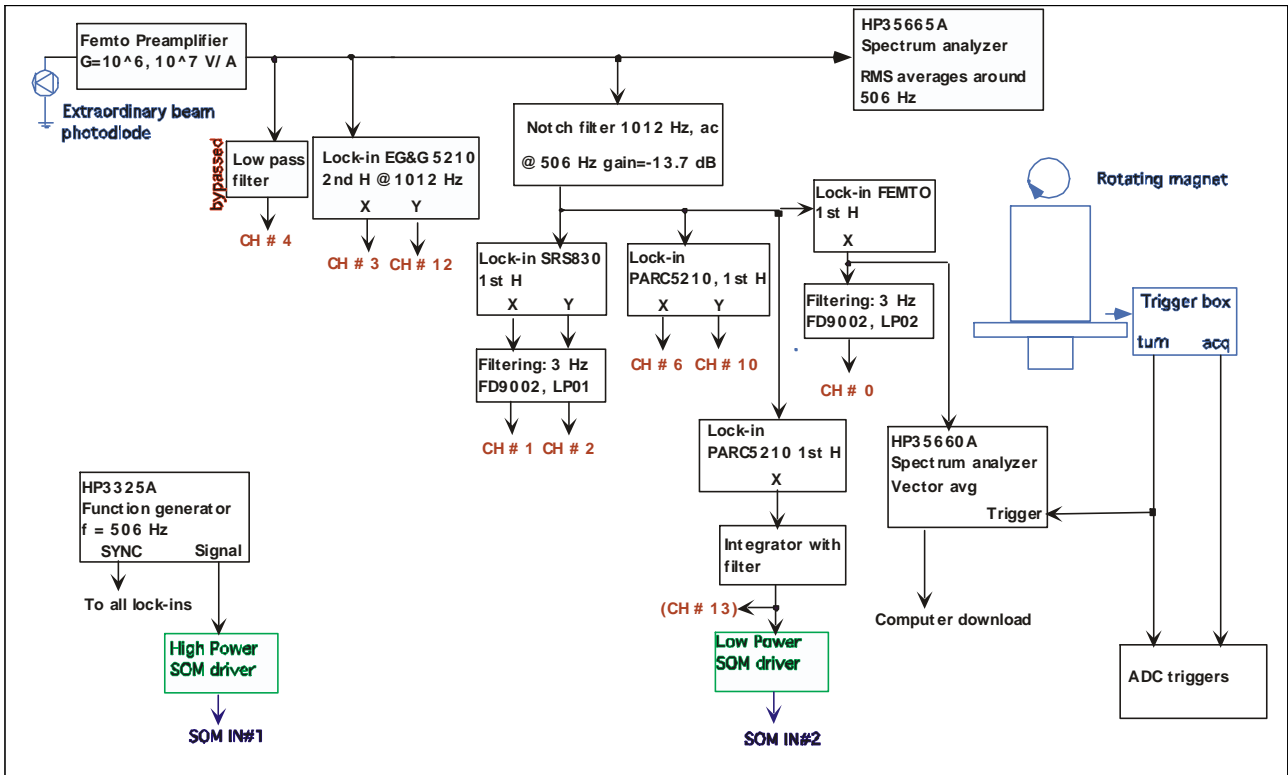 Femto Preamplifier
G=10^6, 10^7 V/ A
Extraordinary beam
photodiode
HP35665A
Spectrum analyzer
RMS averages around
506 Hz
bypassed
Low pass
filter
CH # 4
Lock-in EG&G 5210
2nd H @ 1012 Hz
X Y
CH # 3 CH # 12
Notch filter 1012 Hz, ac
@ 506 Hz gain=-13.7 dB
Lock-in SRS830
1st H
X Y
Filtering: 3 Hz
FD9002, LP01
CH # 1 CH # 2
Lock-in
PARC5210, 1st H
X Y
CH # 6 CH # 10
Lock-in FEMTO
1st H
X
Filtering: 3 Hz
FD9002, LP02
CH # 0
Rotating magnet
Trigger box
turn acq
Lock-in
PARC5210 1st H
X
Integrator with
filter
(CH # 13)
Low Power
SOM driver
SOM IN#2
HP35660A
Spectrum analyzer
Vector avg
Trigger
Computer download
ADC triggers
HP3325A
Function generator
f = 506 Hz
SYNC Signal
To all lock-ins
High Power
SOM driver
SOM IN#1